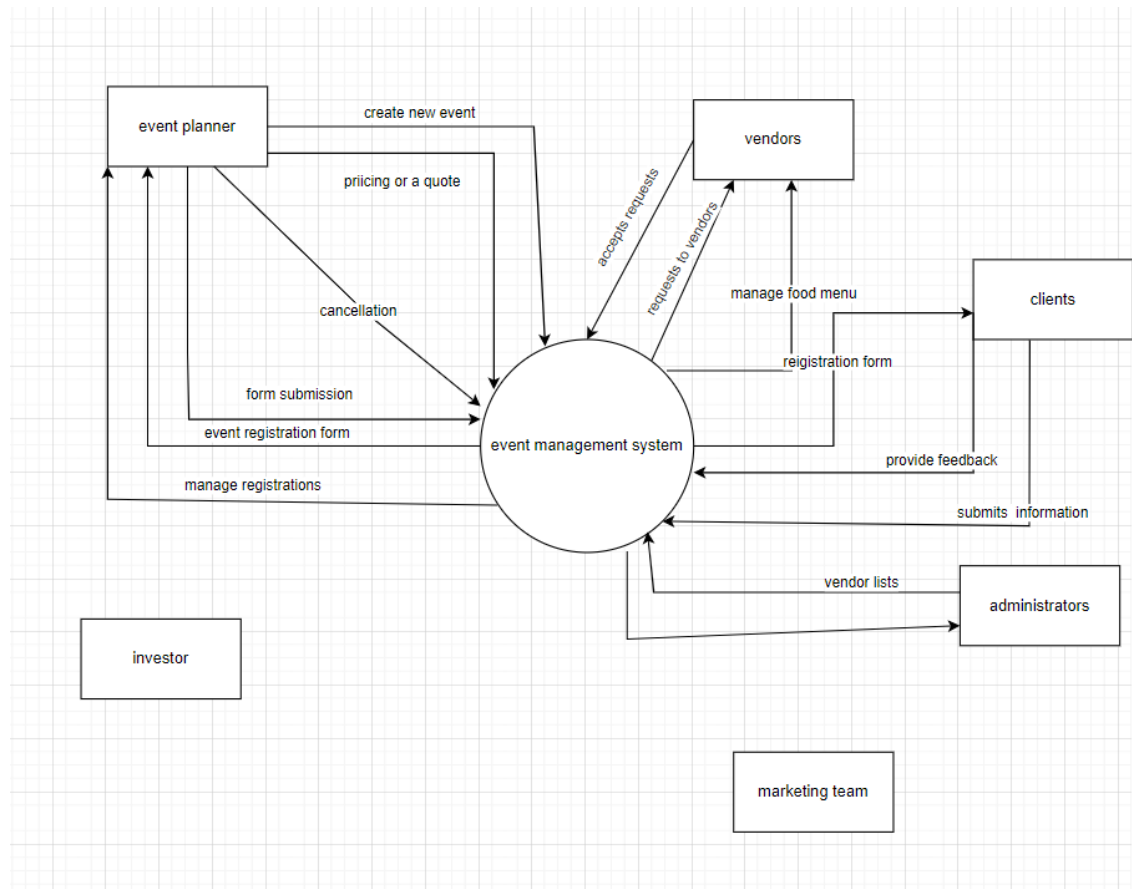 event planner
create new event
priicing or a quote
vendors
accepts requests
requests to vendors
manage food menu
clients
cancellation
reigistration form
form submission
event registration form
event management system
provide feedback
manage registrations
submits  information
vendor lists
administrators
investor
marketing team